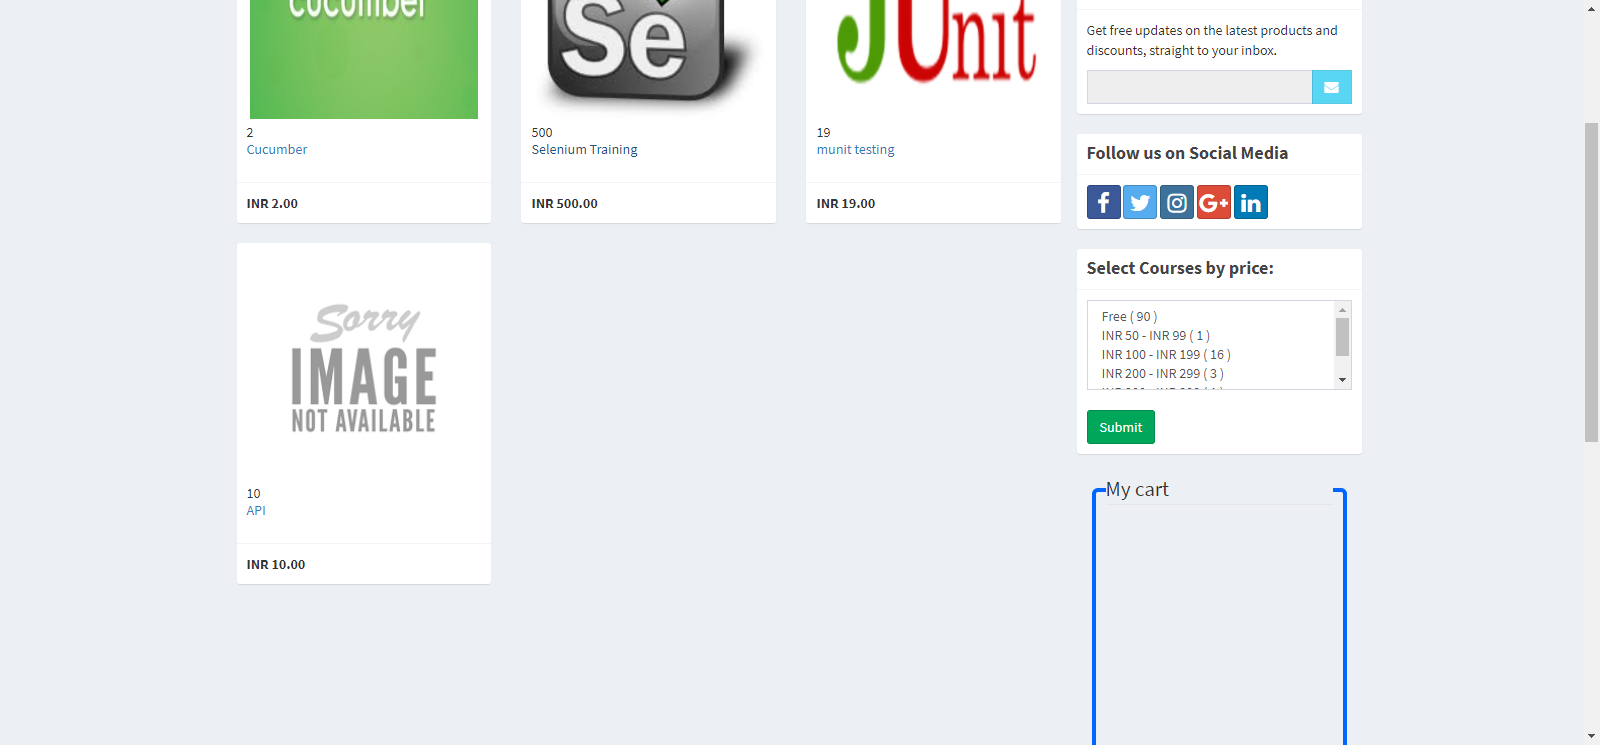 cucumber
2
Cucumber
INR 2.00
Se
500
Selenium Training
INR 500.00
JUnit
19
munit testing
INR 19.00
Sorry
IMAGE
NOT AVAILABLE
10
API
INR 10.00
Get free updates on the latest products and
discounts, straight to your inbox.
Follow us on Social Media
f
G+
in
Select Courses by price:
Free ( 90 )
INR 50 - INR 99 ( 1 )
INR 100 - INR 199 ( 16 )
INR 200 - INR 299 ( 3 )
Submit
My cart